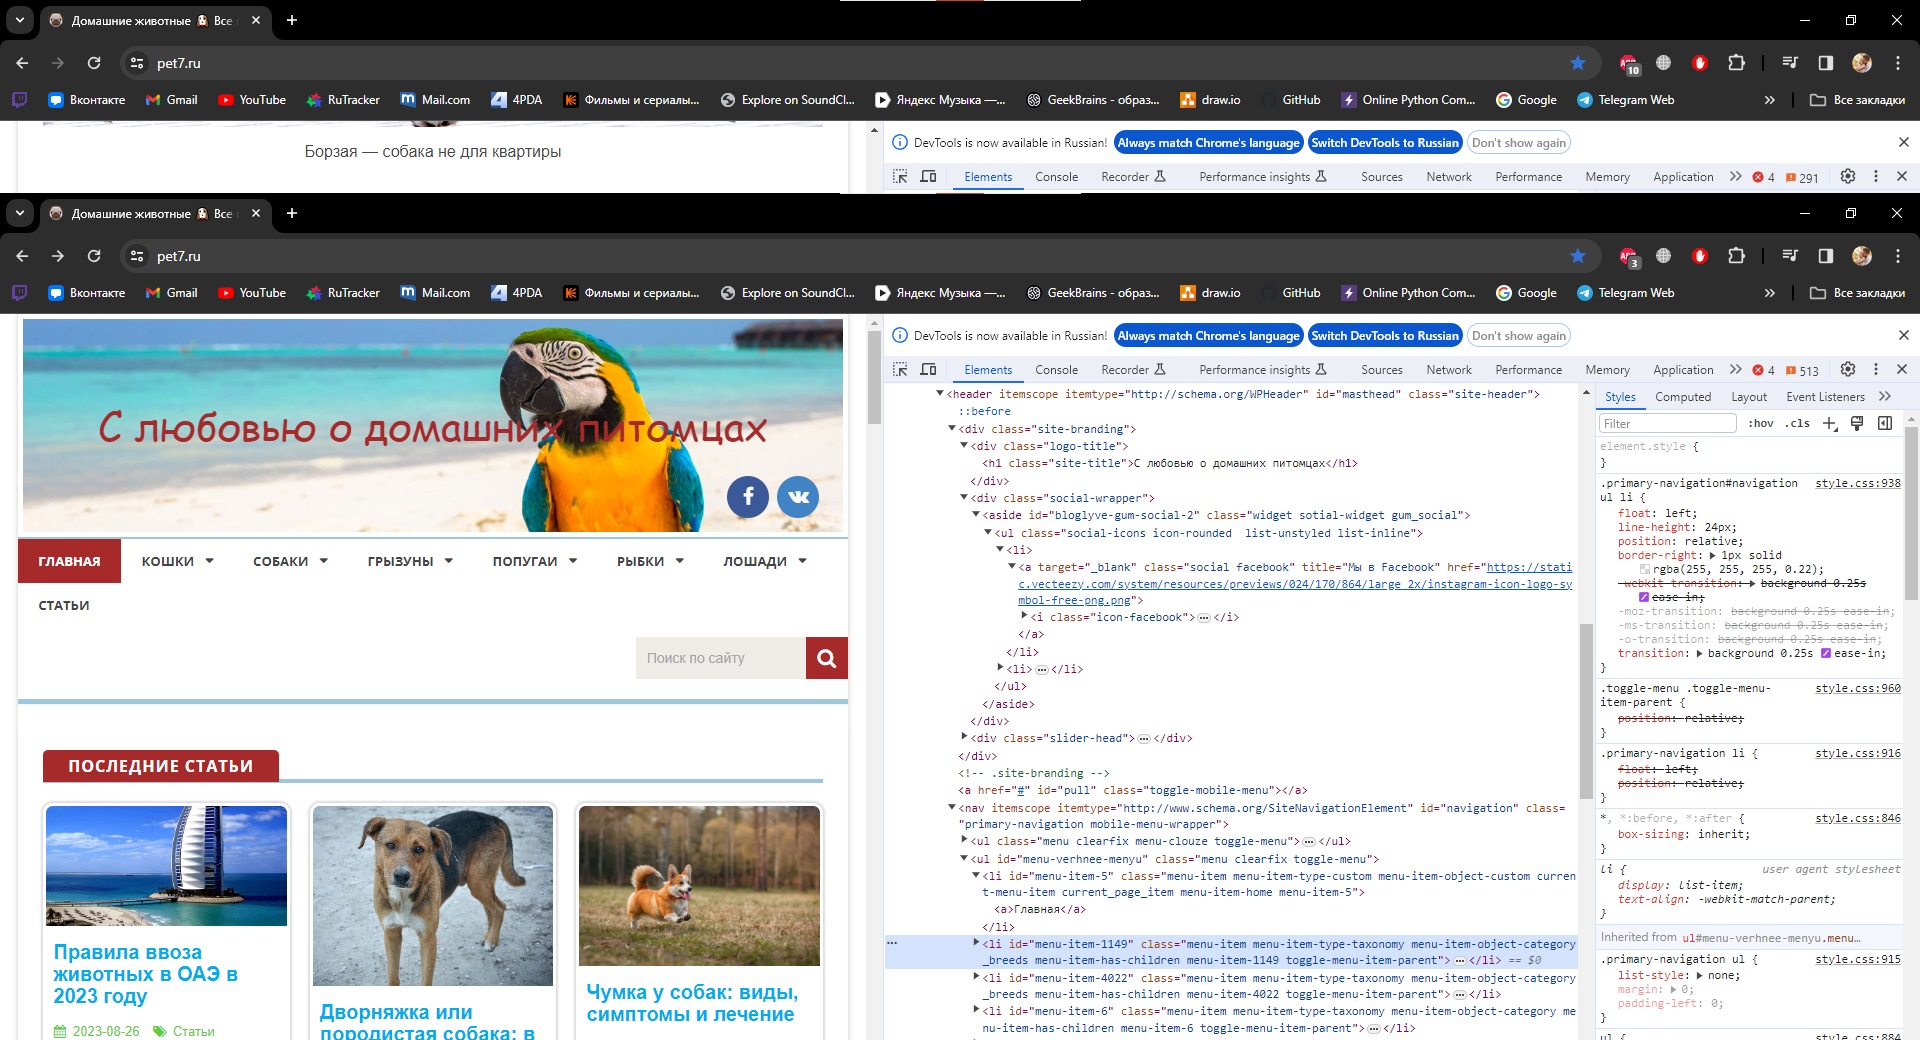 Домашние животные Все
pet7.ru
10
Вконтакте Gmail YouTube RuTracker Mail.com 4PDA Фильмы и сериалы... Explore on SoundCl... Яндекс Музыка —... GeekBrains - образ... draw.io GitHub Online Python Com... Google Telegram Web » Все закладки
Борзая — собака не для квартиры
DevTools is now available in Russian! Always match Chrome's language Switch DevTools to Russian Don't show again
Elements Console Recorder Performance insights Sources Network Performance Memory Application » 4 291
Домашние животные Все
pet7.ru
3
Вконтакте Gmail YouTube RuTracker Mail.com 4PDA Фильмы и сериалы... Explore on SoundCl... Яндекс Музыка —... GeekBrains - образ... draw.io GitHub Online Python Com... Google Telegram Web » Все закладки
С любовью о домашних питомцах
ГЛАВНАЯ КОШКИ СОБАКИ ГРЫЗУНЫ ПОПУГАИ РЫБКИ ЛОШАДИ
СТАТЬИ
Поиск по сайту
ПОСЛЕДНИЕ СТАТЬИ
Правила ввоза
животных в ОАЭ в
2023 году
2023-08-26 Статьи
Дворняжка или
породистая собака: в
Чумка у собак: виды,
симптомы и лечение
DevTools is now available in Russian! Always match Chrome's language Switch DevTools to Russian Don't show again
Elements Console Recorder Performance insights Sources Network Performance Memory Application » 4 513
<header itemscope itemtype="http://schema.org/WPHeader" id="masthead" class="site-header">
::before
<div class="site-branding">
<div class="logo-title">
<h1 class="site-title">С любовью о домашних питомцах</h1>
</div>
<div class="social-wrapper">
<aside id="bloglyve-gum-social-2" class="widget sotial-widget gum_social">
<ul class="social-icons icon-rounded  list-unstyled list-inline">
<li>
<a target="_blank" class="social facebook" title="Мы в Facebook" href="https://stati
c.vecteezy.com/system/resources/previews/024/170/864/large_2x/instagram-icon-logo-sy
mbol-free-png.png">
<i class="icon-facebook">…</i>
</a>
</li>
<li>…</li>
</ul>
</aside>
</div>
<div class="slider-head">…</div>
</div>
<!-- .site-branding -->
<a href="#" id="pull" class="toggle-mobile-menu"></a>
<nav itemscope itemtype="http://www.schema.org/SiteNavigationElement" id="navigation" class=
"primary-navigation mobile-menu-wrapper">
<ul class="menu clearfix menu-clouze toggle-menu">…</ul>
<ul id="menu-verhnee-menyu" class="menu clearfix toggle-menu">
<li id="menu-item-5" class="menu-item menu-item-type-custom menu-item-object-custom curren
t-menu-item current_page_item menu-item-home menu-item-5">
<a>Главная</a>
</li>
<li id="menu-item-1149" class="menu-item menu-item-type-taxonomy menu-item-object-category
_breeds menu-item-has-children menu-item-1149 toggle-menu-item-parent">…</li> == $0
<li id="menu-item-4022" class="menu-item menu-item-type-taxonomy menu-item-object-category
_breeds menu-item-has-children menu-item-4022 toggle-menu-item-parent">…</li>
<li id="menu-item-6" class="menu-item menu-item-type-taxonomy menu-item-object-category me
nu-item-has-children menu-item-6 toggle-menu-item-parent">…</li>
Styles Computed Layout Event Listeners »
Filter :hov .cls
element.style {
}
.primary-navigation#navigation style.css:938
ul li {
float: left;
line-height: 24px;
position: relative;
border-right: 1px solid
rgba(255, 255, 255, 0.22);
-webkit-transition: background 0.25s
ease-in;
-moz-transition: background 0.25s ease-in;
-ms-transition: background 0.25s ease-in;
-o-transition: background 0.25s ease-in;
transition: background 0.25s ease-in;
}
.toggle-menu .toggle-menu- style.css:960
item-parent {
position: relative;
}
.primary-navigation li { style.css:916
float: left;
position: relative;
}
*, *:before, *:after { style.css:846
box-sizing: inherit;
}
li { user agent stylesheet
display: list-item;
text-align: -webkit-match-parent;
}
Inherited from ul#menu-verhnee-menyu.menu…
.primary-navigation ul { style.css:915
list-style: none;
margin: 0;
padding-left: 0;
}
ul { style.css:884